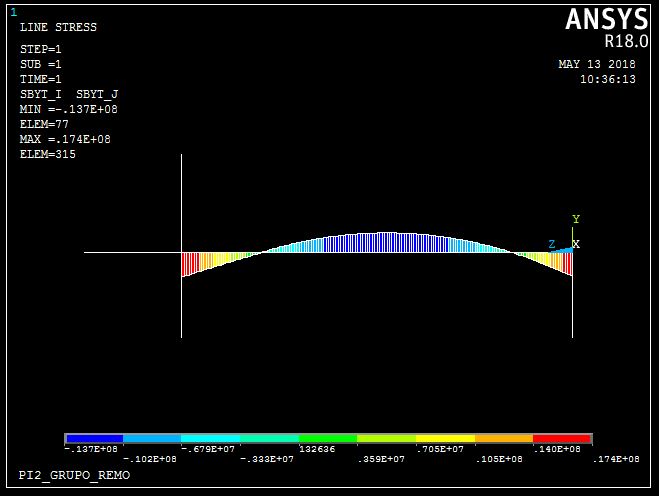 1
ANSYS
R18.0
LINE STRESS
STEP=1
SUB =1
TIME=1
SBYT_I  SBYT_J
MIN =-.137E+08
ELEM=77
MAX =.174E+08
ELEM=315
MAY 13 2018
10:36:13
Y
Z X
-.137E+08 -.679E+07 132636 .705E+07 .140E+08
-.102E+08 -.333E+07 .359E+07 .105E+08 .174E+08
PI2_GRUPO_REMO